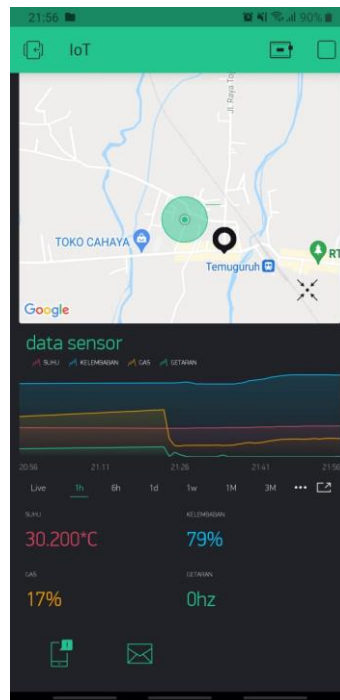 21:56 90%
IoT
Jl. Raya Tog
TOKO CAHAYA
Temuguruh
RT
Google
data sensor
SUHU KELEMBABAN GAS GETARAN
20:56 21:11 21:26 21:41 21:56
Live 1h 6h 1d 1w 1M 3M
SUHU KELEMBABAN
30.200*C 79%
GAS GETARAN
17% 0hz